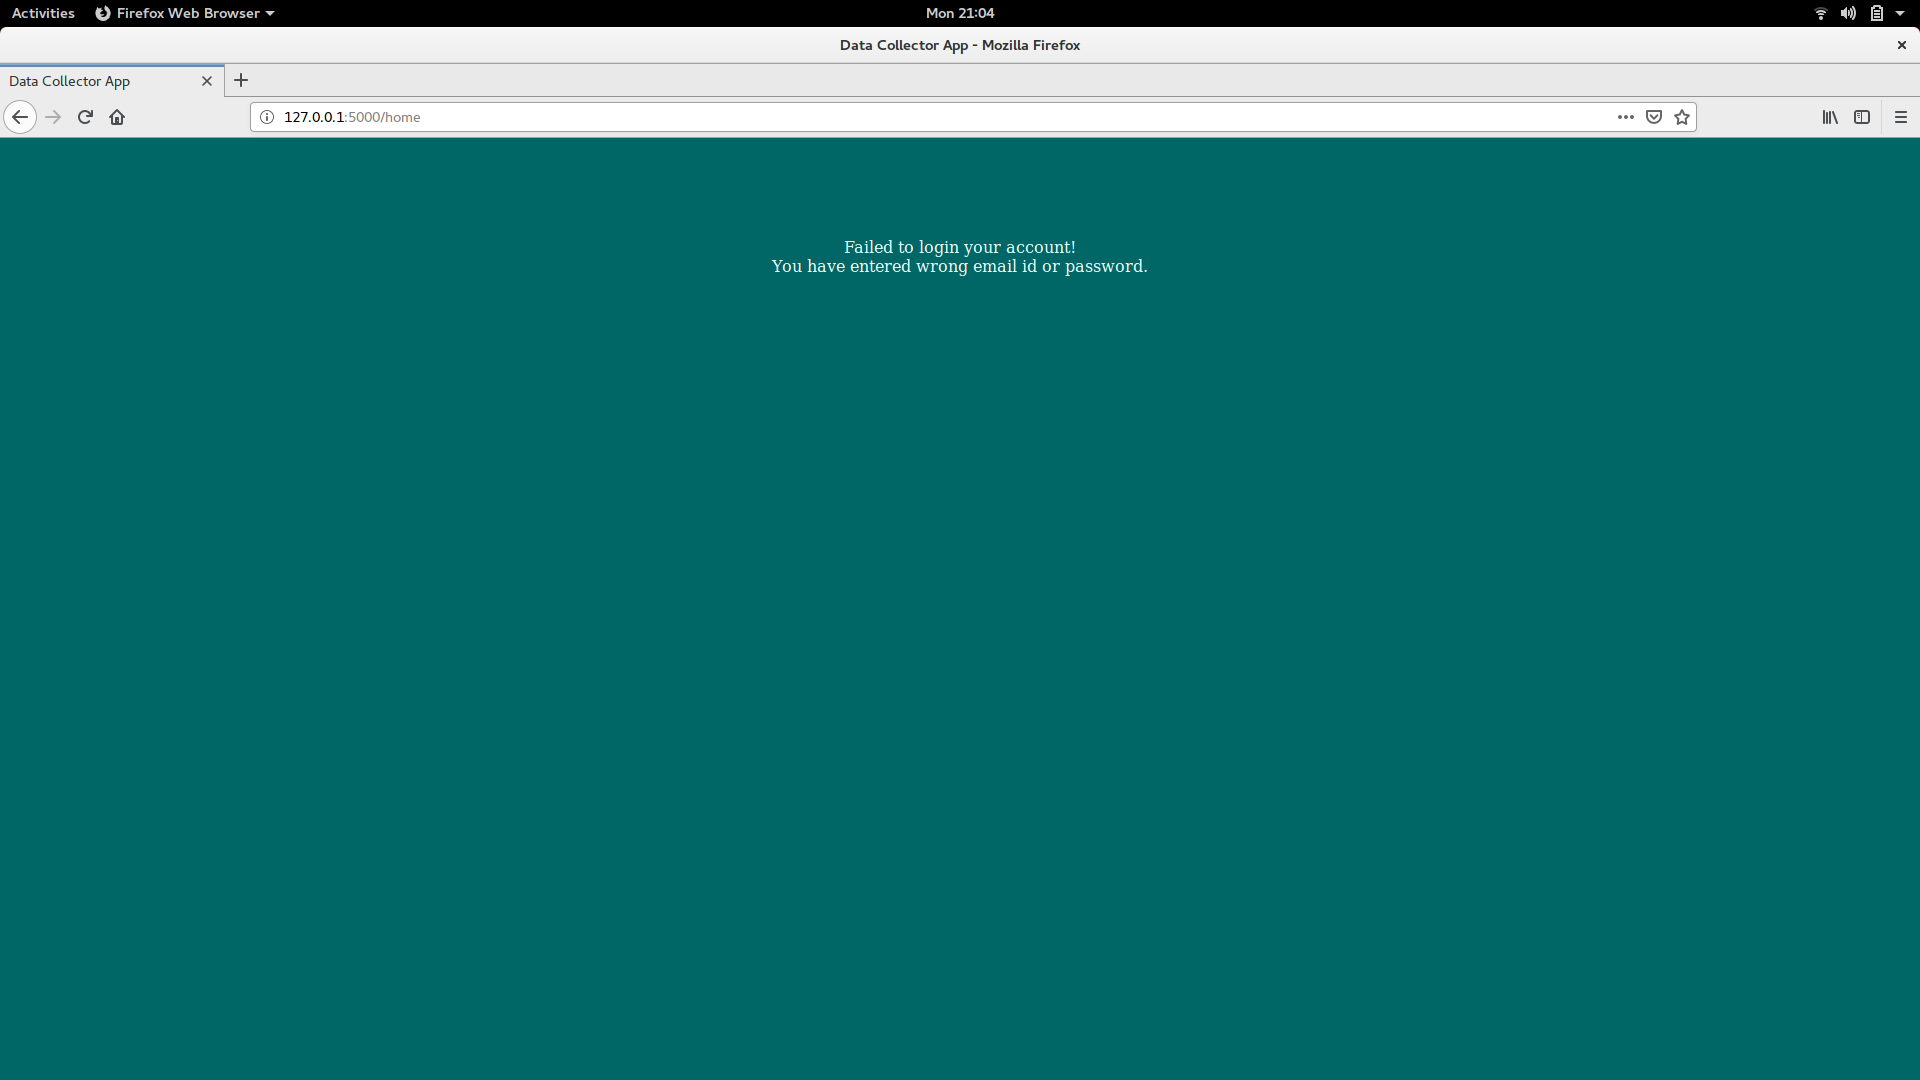 Activities Firefox Web Browser Mon 21:04
Data Collector App - Mozilla Firefox
Data Collector App
127.0.0.1:5000/home
Failed to login your account!
You have entered wrong email id or password.